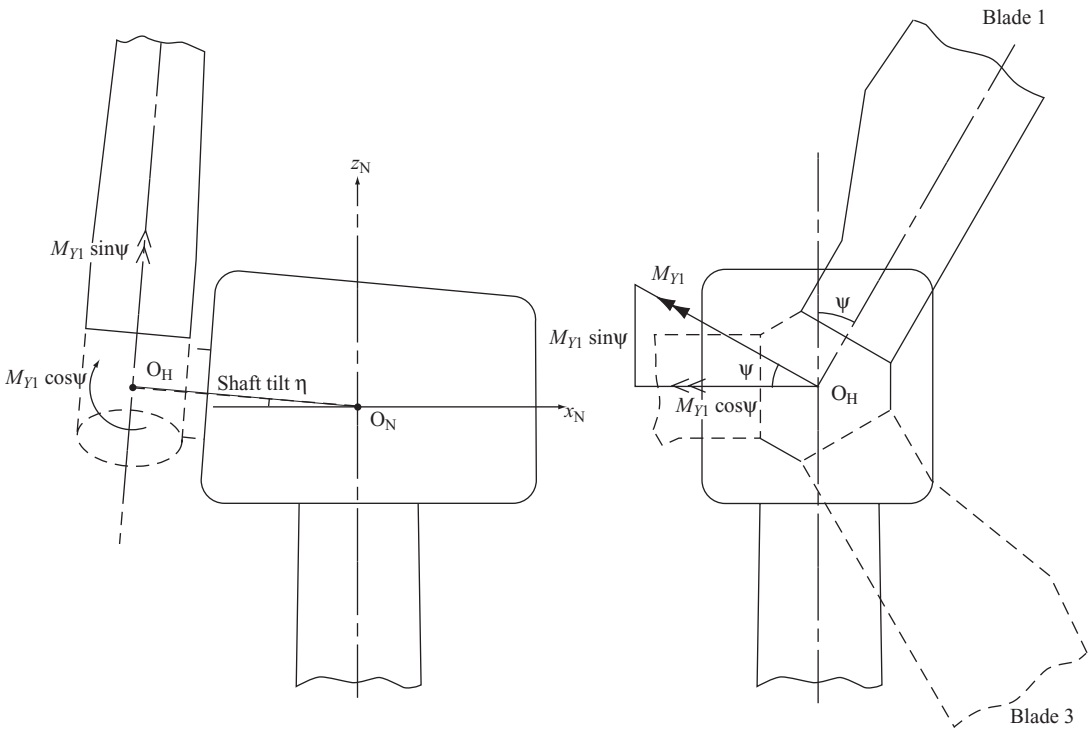 Blade 1
z_N
M_Y1 sinψ
M_Y1
ψ
M_Y1 sinψ
ψ
M_Y1 cosψ
O_H
Shaft tilt η
O_H
M_Y1 cosψ
O_N
x_N
Blade 3